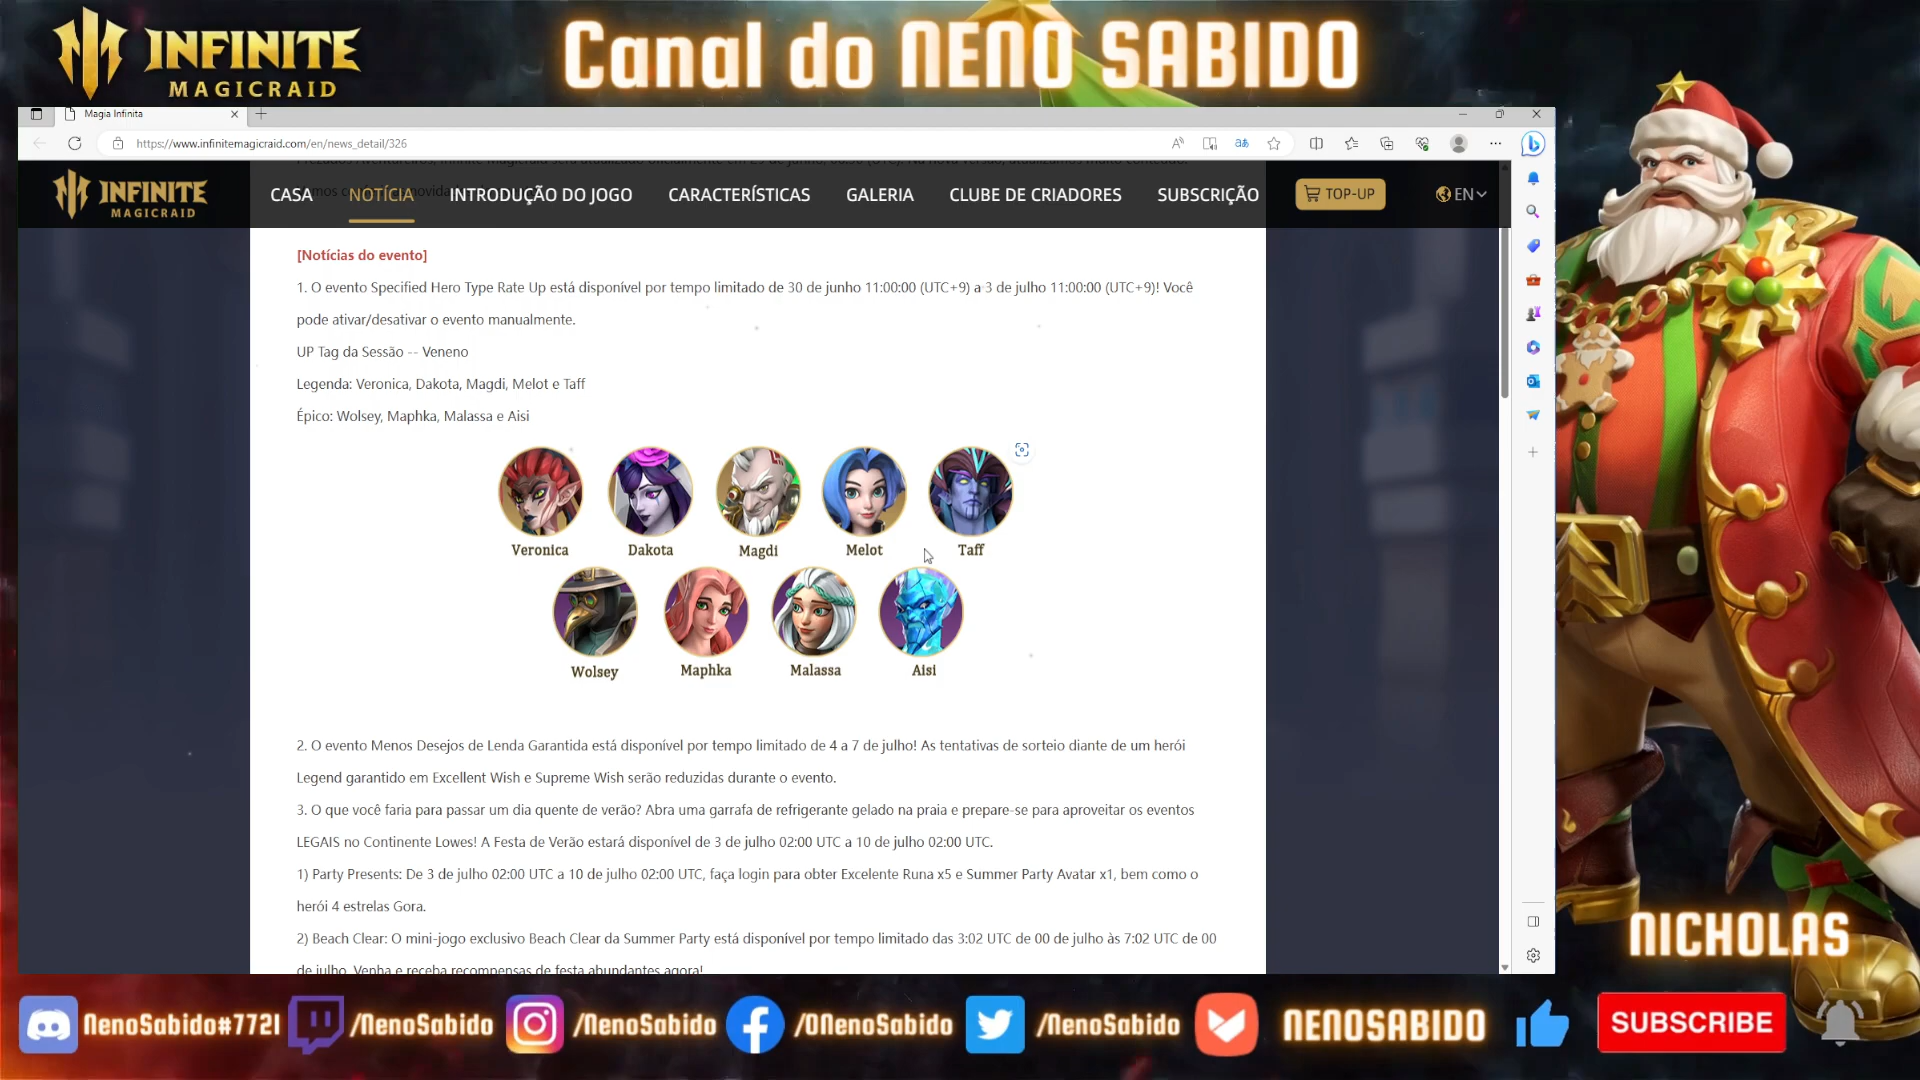 INFINITE
MAGICRAID
Canal do NENO SABIDO
Magia Infinita
https://www.infinitemagicraid.com/en/news_detail/326
INFINITE
MAGICRAID
CASA
NOTÍCIA
INTRODUÇÃO DO JOGO
CARACTERÍSTICAS
GALERIA
CLUBE DE CRIADORES
SUBSCRIÇÃO
TOP-UP
EN
[Notícias do evento]
1. O evento Specified Hero Type Rate Up está disponível por tempo limitado de 30 de junho 11:00:00 (UTC+9) a 3 de julho 11:00:00 (UTC+9)! Você
pode ativar/desativar o evento manualmente.
UP Tag da Sessão -- Veneno
Legenda: Veronica, Dakota, Magdi, Melot e Taff
Épico: Wolsey, Maphka, Malassa e Aisi
Veronica
Dakota
Magdi
Melot
Taff
Wolsey
Maphka
Malassa
Aisi
2. O evento Menos Desejos de Lenda Garantida está disponível por tempo limitado de 4 a 7 de julho! As tentativas de sorteio diante de um herói
Legend garantido em Excellent Wish e Supreme Wish serão reduzidas durante o evento.
3. O que você faria para passar um dia quente de verão? Abra uma garrafa de refrigerante gelado na praia e prepare-se para aproveitar os eventos
LEGAIS no Continente Lowes! A Festa de Verão estará disponível de 3 de julho 02:00 UTC a 10 de julho 02:00 UTC.
1) Party Presents: De 3 de julho 02:00 UTC a 10 de julho 02:00 UTC, faça login para obter Excelente Runa x5 e Summer Party Avatar x1, bem como o
herói 4 estrelas Gora.
2) Beach Clear: O mini-jogo exclusivo Beach Clear da Summer Party está disponível por tempo limitado das 3:02 UTC de 00 de julho às 7:02 UTC de 00
de julho. Venha e receba recompensas de festa abundantes agora!
NICHOLAS
NenoSabido#7721
/NenoSabido
/NenoSabido
/ONenoSabido
/NenoSabido
NENOSABIDO
SUBSCRIBE